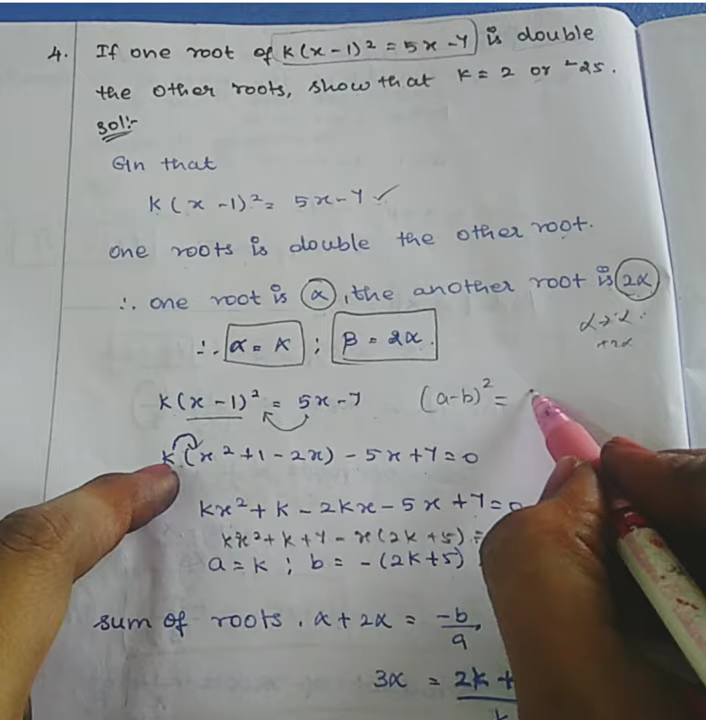 4. If one root of k(x-1)² = 5x-7 is double
the other roots, show that k = 2 or -25.
Sol:-
Gn that
k(x-1)² = 5x-7 ✓
one roots is double the other root.
∴ one root is α, the another root is 2α
∴ α = α ; β = 2α.
k(x-1)² = 5x-7 (a-b)² =
k(x²+1-2x) - 5x+7=0
kx²+k-2kx-5x+7=0
kx²+k+7-x(2k+5)=
a=k ; b= -(2k+5)
sum of roots. α+2α = -b/a,
3α = 2k+